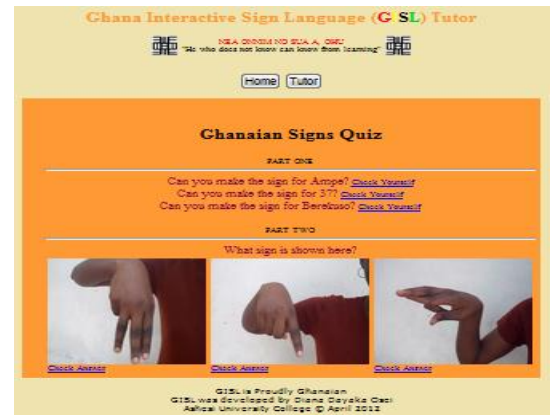 Ghana Interactive Sign Language (GISL) Tutor
NEA ONNIM NO SUA A, OHU
"He who does not know can know from learning"
Home Tutor
Ghanaian Signs Quiz
PART ONE
Can you make the sign for Ampe? Check Yourself
Can you make the sign for 37? Check Yourself
Can you make the sign for Berekuso? Check Yourself
PART TWO
What sign is shown here?
Check Answer Check Answer Check Answer
GISL is Proudly Ghanaian
GISL was developed by Diana Dayaka Osei
Ashesi University College © April 2012